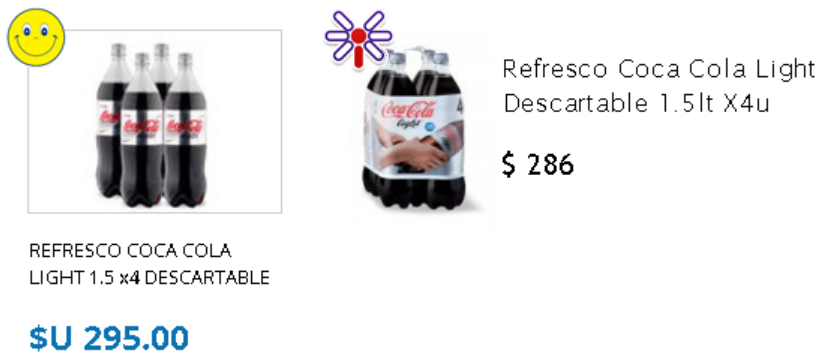 REFRESCO COCA COLA
LIGHT 1.5 x4 DESCARTABLE
$U 295.00
Coca-Cola
light
Refresco Coca Cola Light
Descartable 1.5lt X4u
$ 286